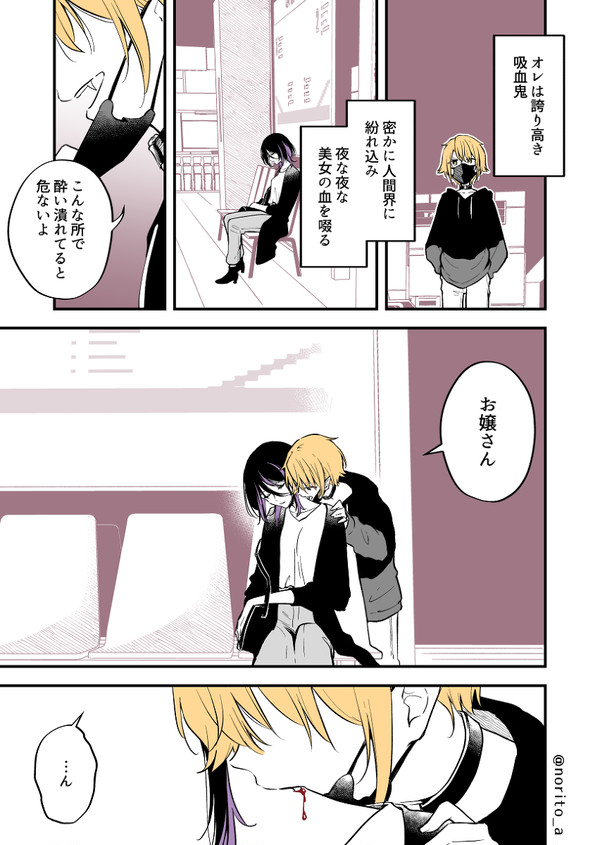 オレは誇り高き
吸血鬼
密かに人間界に
紛れ込み
夜な夜な
美女の血を啜る
こんな所で
酔い潰れてると
危ないよ
お嬢さん
…ん
@norito_a